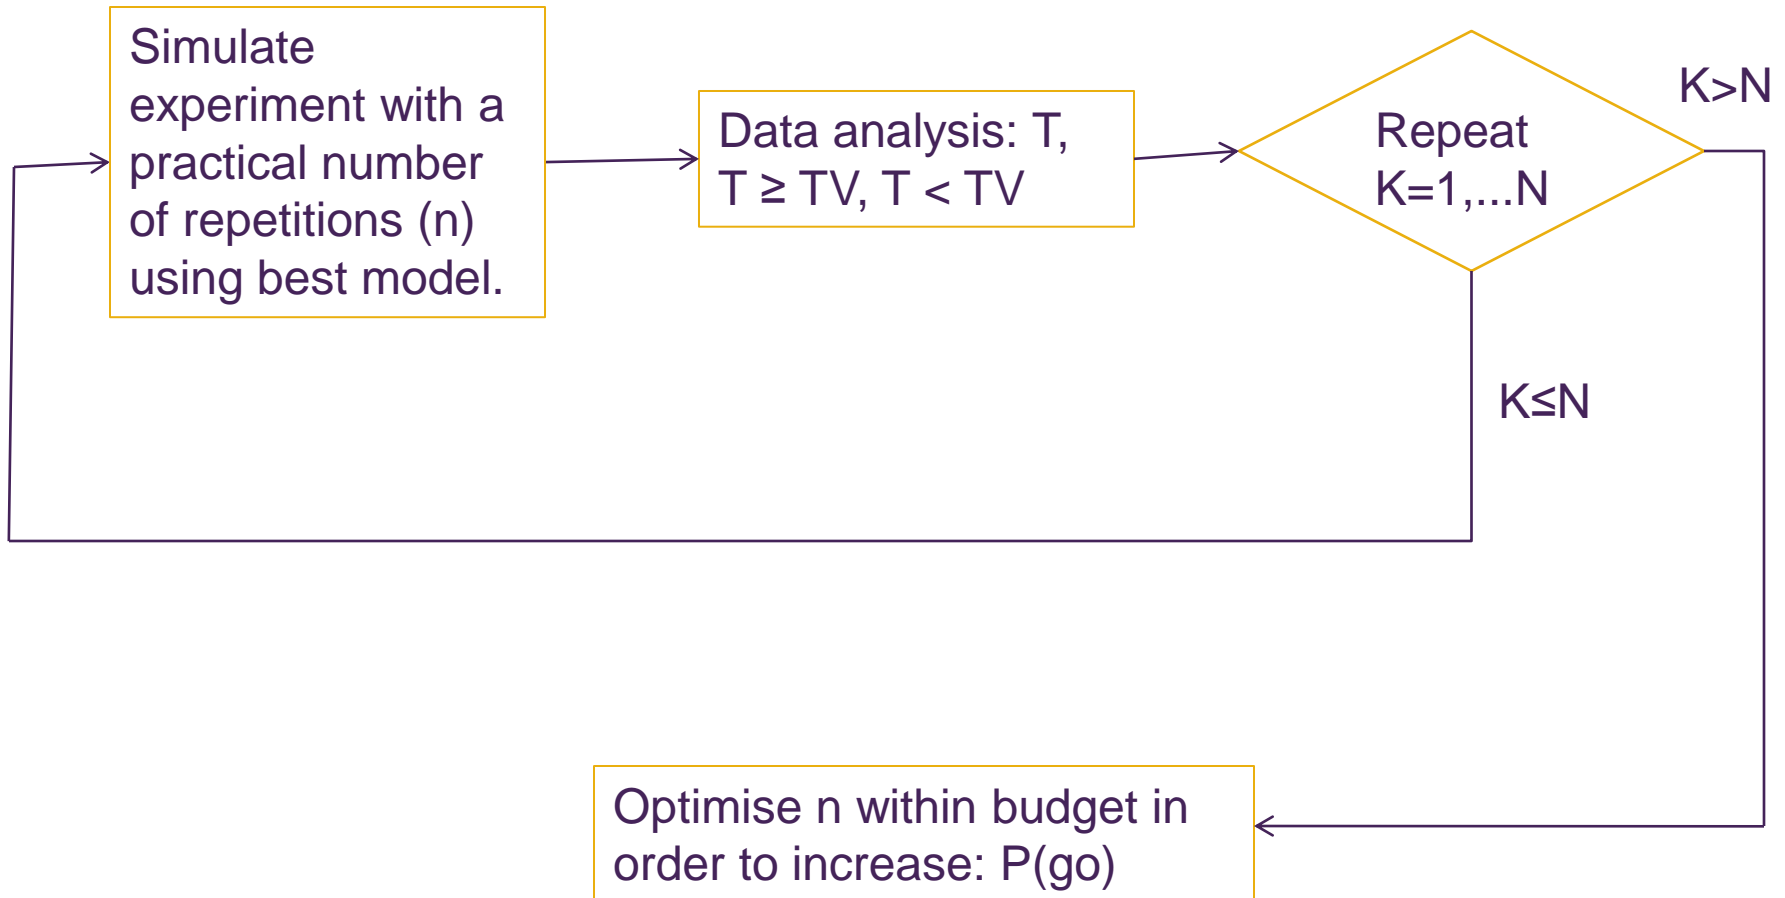 Simulate
experiment with a
practical number
of repetitions (n)
using best model.
Data analysis: T,
T ≥ TV, T < TV
Repeat
K=1,...N
K>N
K≤N
Optimise n within budget in
order to increase: P(go)